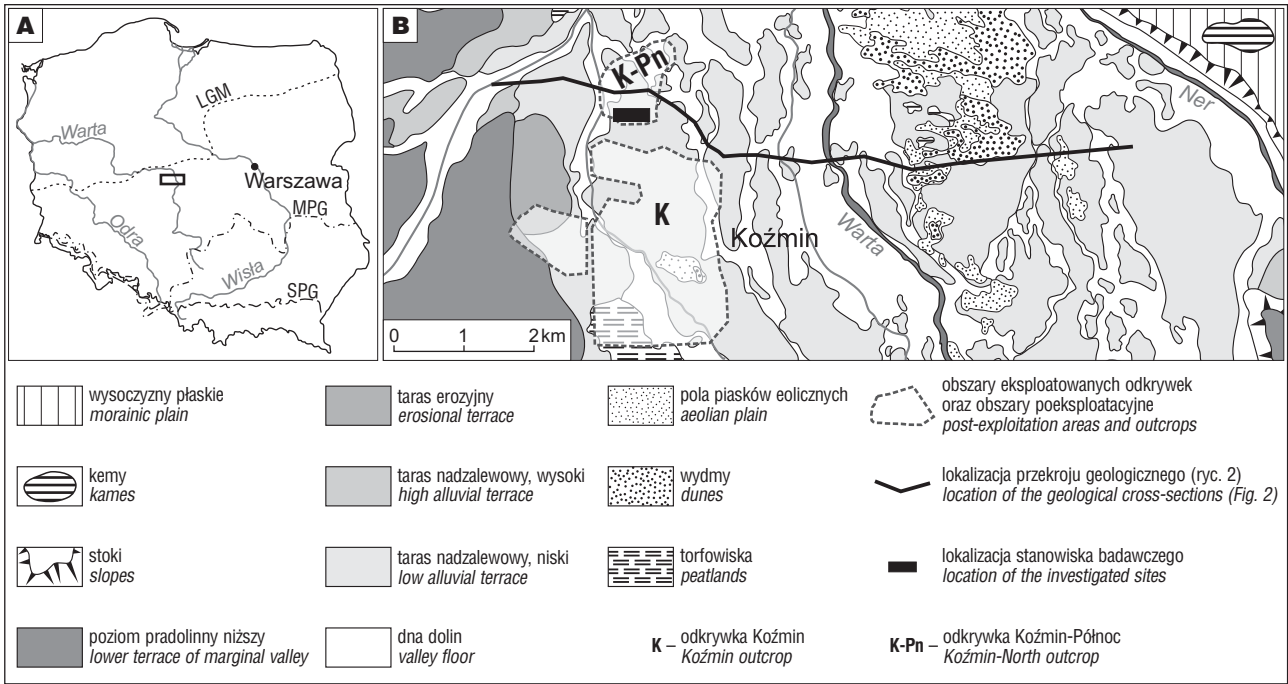 A
LGM
Warta
Warszawa
MPG
Odra
Wisła
SPG
B
K-Pn
Ner
K
Koźmin
Warta
0 1 2 km
wysoczyzny płaskie
morainic plain
kemy
kames
stoki
slopes
poziom pradolinny niższy
lower terrace of marginal valley
taras erozyjny
erosional terrace
taras nadzalewowy, wysoki
high alluvial terrace
taras nadzalewowy, niski
low alluvial terrace
dna dolin
valley floor
pola piasków eolicznych
aeolian plain
wydmy
dunes
torfowiska
peatlands
K – odkrywka Koźmin
Koźmin outcrop
obszary eksploatowanych odkrywek
oraz obszary poeksploatacyjne
post-exploitation areas and outcrops
lokalizacja przekroju geologicznego (ryc. 2)
location of the geological cross-sections (Fig. 2)
lokalizacja stanowiska badawczego
location of the investigated sites
K-Pn – odkrywka Koźmin-Północ
Koźmin-North outcrop